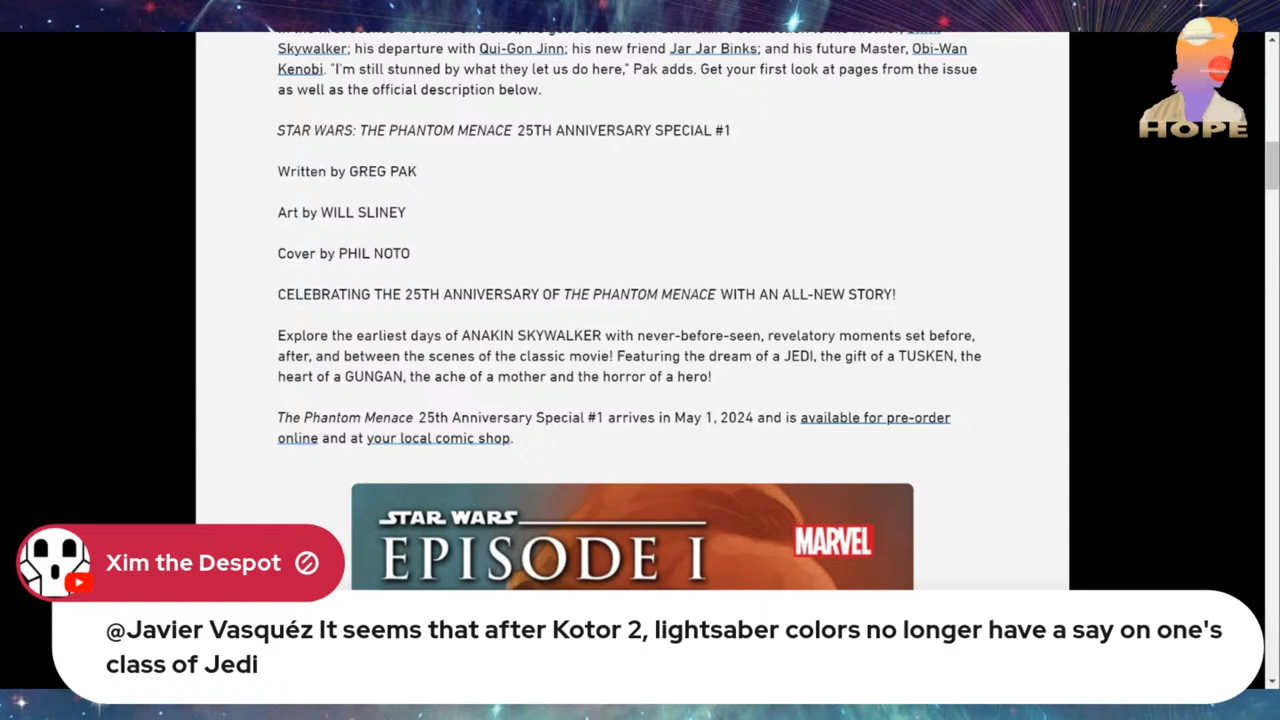 Skywalker; his departure with Qui-Gon Jinn; his new friend Jar Jar Binks; and his future Master, Obi-Wan
Kenobi. "I'm still stunned by what they let us do here," Pak adds. Get your first look at pages from the issue
as well as the official description below.
STAR WARS: THE PHANTOM MENACE 25TH ANNIVERSARY SPECIAL #1
Written by GREG PAK
Art by WILL SLINEY
Cover by PHIL NOTO
CELEBRATING THE 25TH ANNIVERSARY OF THE PHANTOM MENACE WITH AN ALL-NEW STORY!
Explore the earliest days of ANAKIN SKYWALKER with never-before-seen, revelatory moments set before,
after, and between the scenes of the classic movie! Featuring the dream of a JEDI, the gift of a TUSKEN, the
heart of a GUNGAN, the ache of a mother and the horror of a hero!
The Phantom Menace 25th Anniversary Special #1 arrives in May 1, 2024 and is available for pre-order
online and at your local comic shop.
HOPE
STAR WARS
EPISODE I
MARVEL
Xim the Despot
@Javier Vasquéz It seems that after Kotor 2, lightsaber colors no longer have a say on one's
class of Jedi